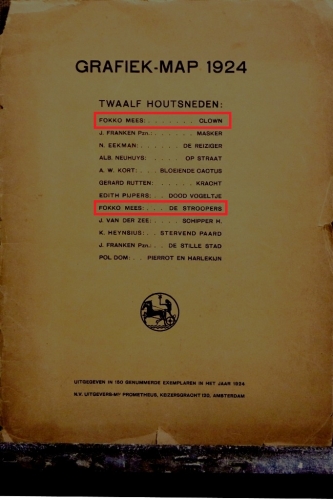 GRAFIEK-MAP 1924
TWAALF HOUTSNEDEN:
FOKKO MEES: . . . . . . . CLOWN
J. FRANKEN Pzn.: . . . . . . MASKER
N. EEKMAN: . . . . . DE REIZIGER
ALB. NEUHUYS: . . . . . OP STRAAT
A. W. KORT: . . BLOEIENDE CACTUS
GERARD RUTTEN: . . . . . KRACHT
EDITH PIJPERS: . . DOOD VOGELTJE
FOKKO MEES: . . . . DE STROOPERS
J. VAN DER ZEE: . . . . . SCHIPPER H.
K. HEYNSIUS: . . STERVEND PAARD
J. FRANKEN Pzn.: . . DE STILLE STAD
POL DOM: . . PIERROT EN HARLEKIJN
UITGEGEVEN IN 150 GENUMMERDE EXEMPLAREN IN HET JAAR 1924
N.V. UITGEVERS-MIJ PROMETHEUS, KEIZERSGRACHT 130, AMSTERDAM